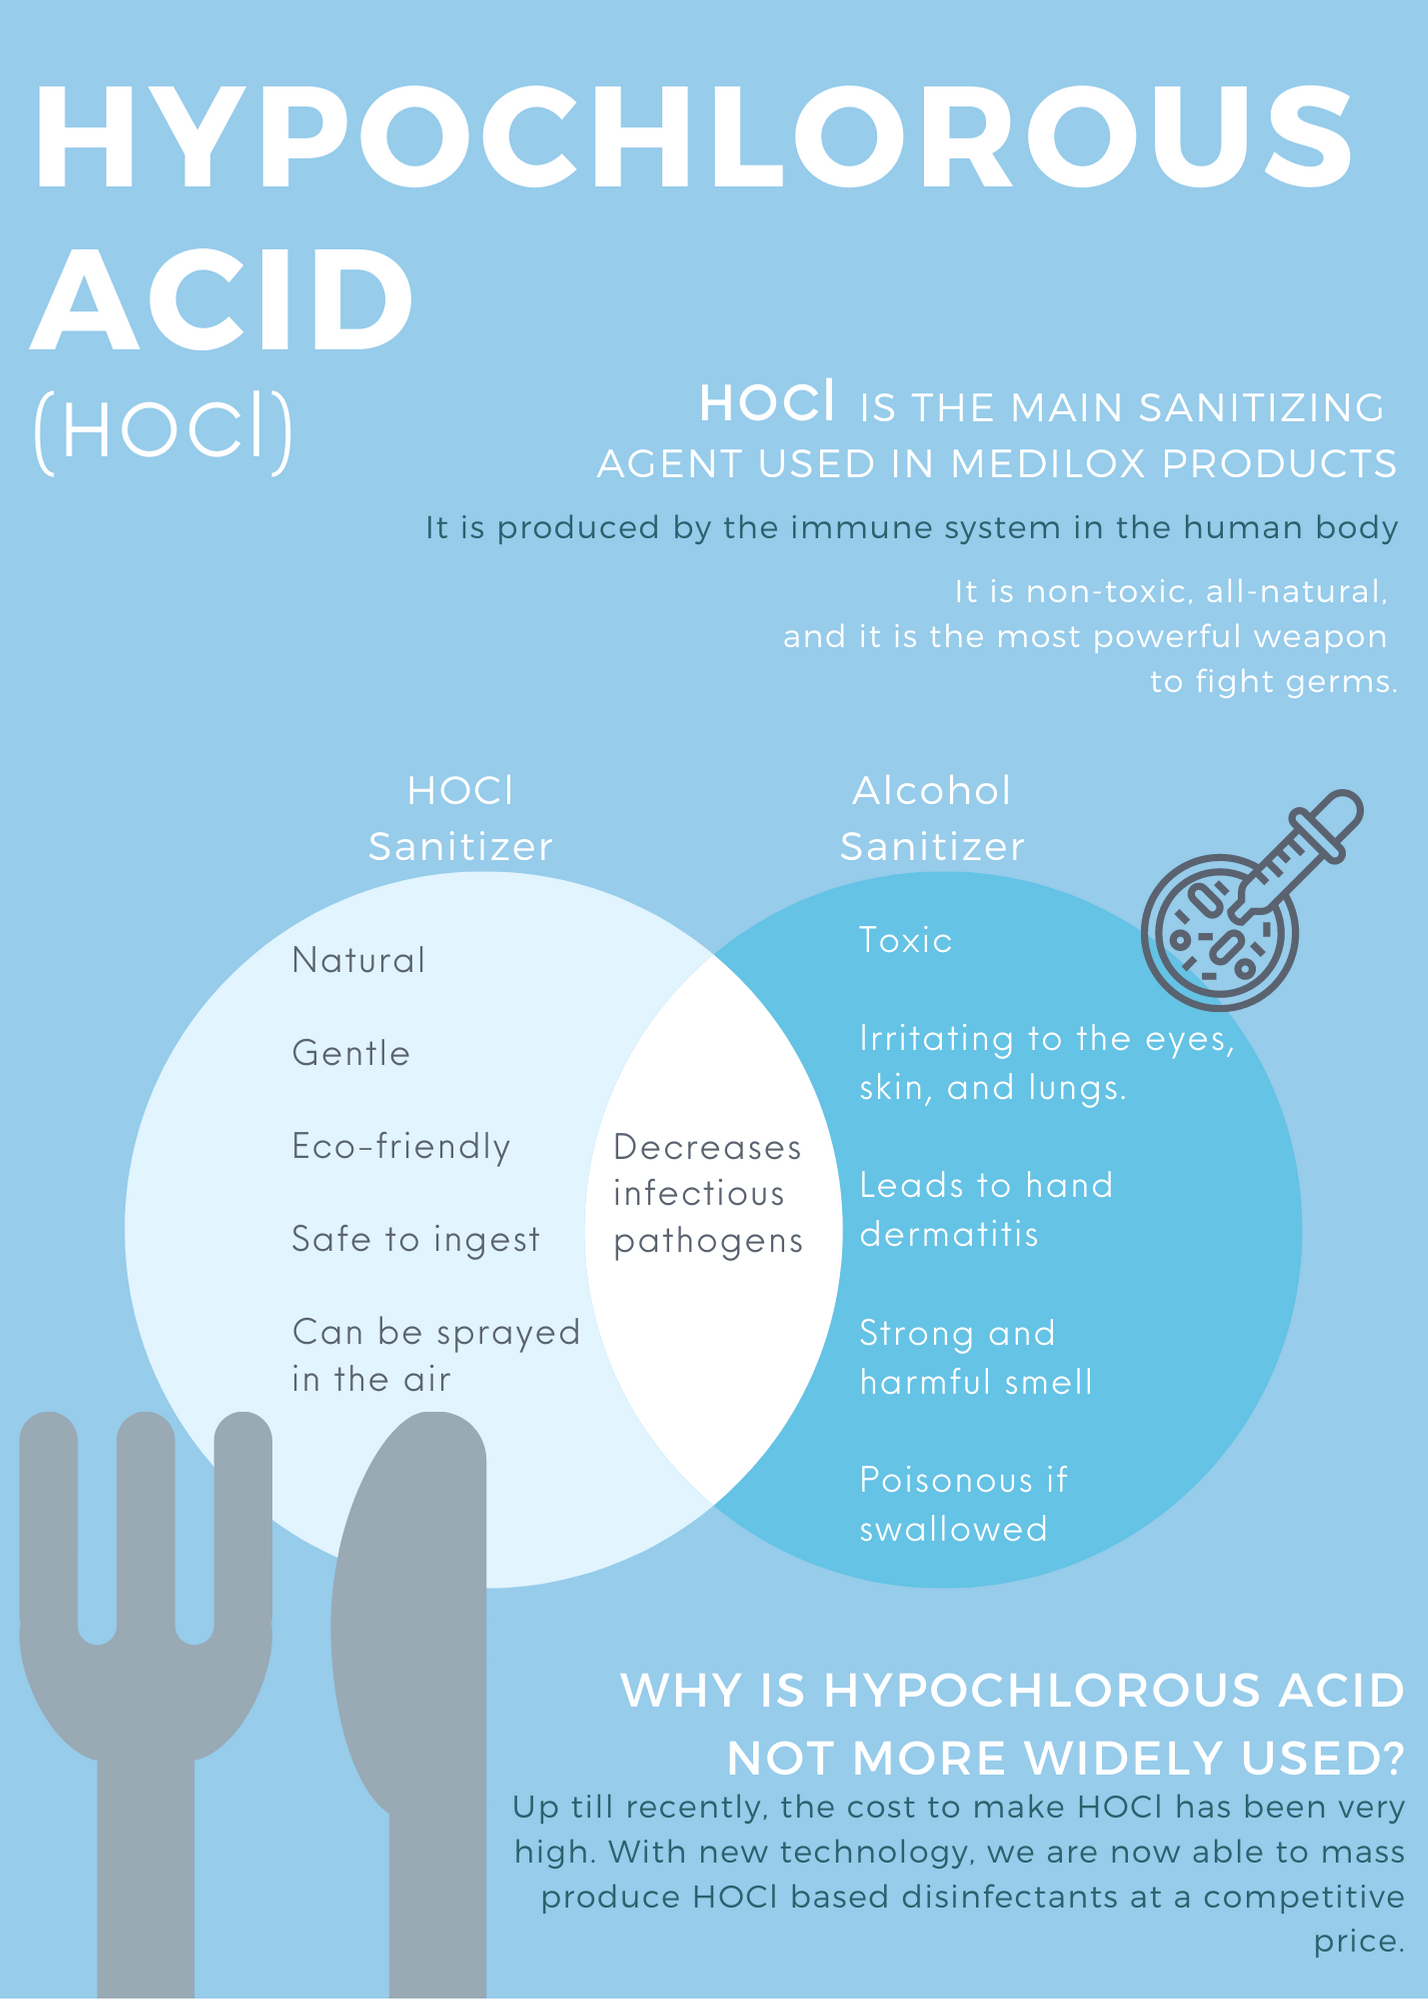 HYPOCHLOROUS
ACID
(HOCl)
HOCl IS THE MAIN SANITIZING
AGENT USED IN MEDILOX PRODUCTS
It is produced by the immune system in the human body
It is non-toxic, all-natural,
and it is the most powerful weapon
to fight germs.
HOCl
Sanitizer
Natural
Gentle
Eco-friendly
Safe to ingest
Can be sprayed
in the air
Decreases
infectious
pathogens
Alcohol
Sanitizer
Toxic
Irritating to the eyes,
skin, and lungs.
Leads to hand
dermatitis
Strong and
harmful smell
Poisonous if
swallowed
WHY IS HYPOCHLOROUS ACID
NOT MORE WIDELY USED?
Up till recently, the cost to make HOCl has been very
high. With new technology, we are now able to mass
produce HOCl based disinfectants at a competitive
price.